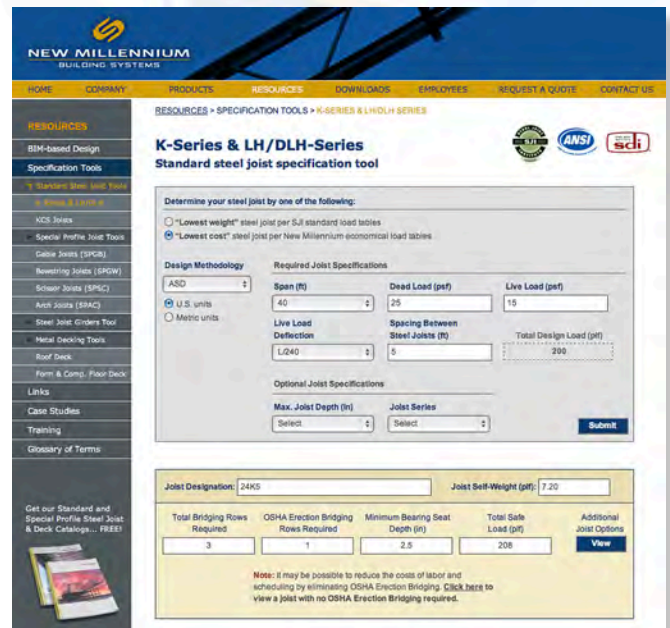 NEW MILLENNIUM
BUILDING SYSTEMS
HOME COMPANY PRODUCTS RESOURCES DOWNLOADS EMPLOYEES REQUEST A QUOTE CONTACT US
RESOURCES > SPECIFICATION TOOLS > K-SERIES & LH/DLH SERIES
RESOURCES
BIM-based Design
Specification Tools
Standard Steel Joist Tools
KCS Joists
Special Profile Joist Tools
Gable Joists (SPGB)
Bowstring Joists (SPGW)
Scissor Joists (SPSC)
Arch Joists (SPAC)
Steel Joist Girders Tool
Metal Decking Tools
Roof Deck
Form & Comp. Floor Deck
Links
Case Studies
Training
Glossary of Terms
Get our Standard and
Special Profile Steel Joist
& Deck Catalogs... FREE!
K-Series & LH/DLH-Series
Standard steel joist specification tool
SJI
ANSI
sdi
Determine your steel joist by one of the following:
"Lowest weight" steel joist per SJI standard load tables
"Lowest cost" steel joist per New Millennium economical load tables
Design Methodology
ASD
U.S. units
Metric units
Required Joist Specifications
Span (ft) Dead Load (psf) Live Load (psf)
40 25 15
Live Load
Deflection
Spacing Between
Steel Joists (ft)
Total Design Load (plf)
L/240 5 200
Optional Joist Specifications
Max. Joist Depth (in) Joist Series
Select Select
Submit
Joist Designation: 24K5 Joist Self-Weight (plf): 7.20
Total Bridging Rows
Required
OSHA Erection Bridging
Rows Required
Minimum Bearing Seat
Depth (in)
Total Safe
Load (plf)
Additional
Joist Options
3 1 2.5 208 View
Note: It may be possible to reduce the costs of labor and
scheduling by eliminating OSHA Erection Bridging. Click here to
view a joist with no OSHA Erection Bridging required.